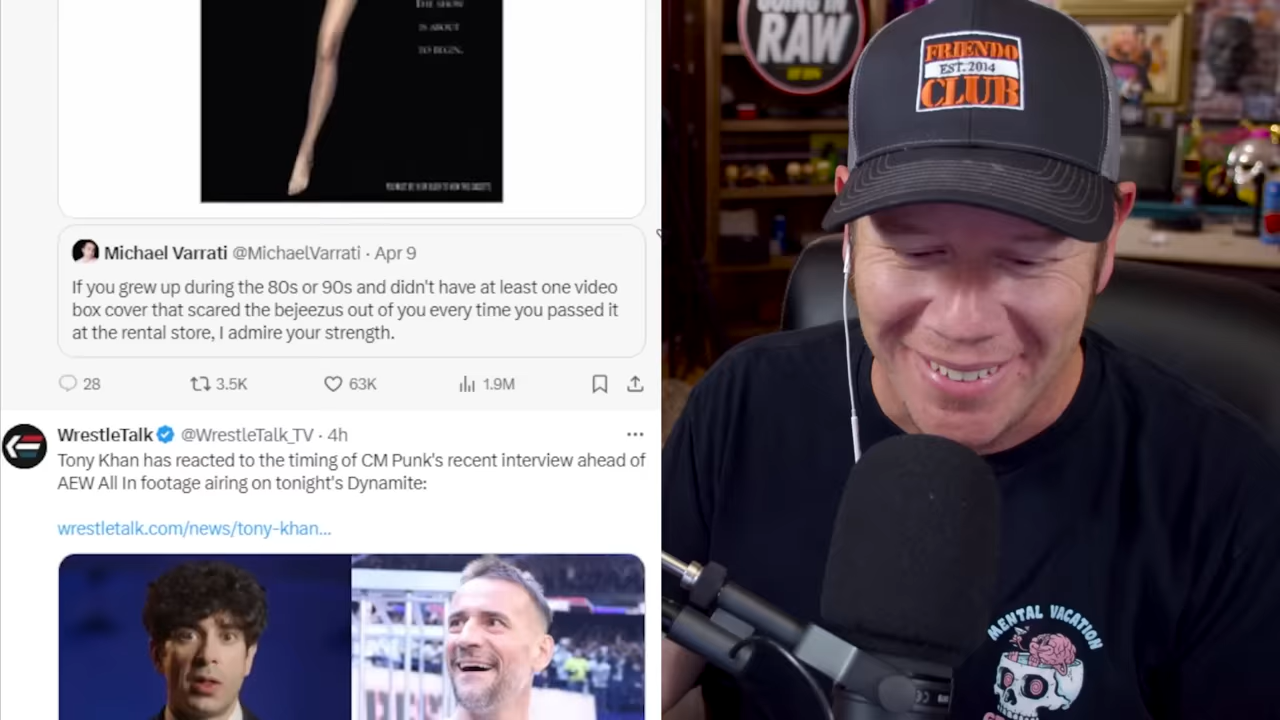 THE SHOW
IS ABOUT
TO BEGIN.
Michael Varrati @MichaelVarrati · Apr 9
If you grew up during the 80s or 90s and didn't have at least one video
box cover that scared the bejeezus out of you every time you passed it
at the rental store, I admire your strength.
28
3.5K
63K
1.9M
WrestleTalk @WrestleTalk_TV · 4h
Tony Khan has reacted to the timing of CM Punk's recent interview ahead of
AEW All In footage airing on tonight's Dynamite:
wrestletalk.com/news/tony-khan...
GOING IN
RAW
FRIENDO
EST. 2014
CLUB
MENTAL VACATION